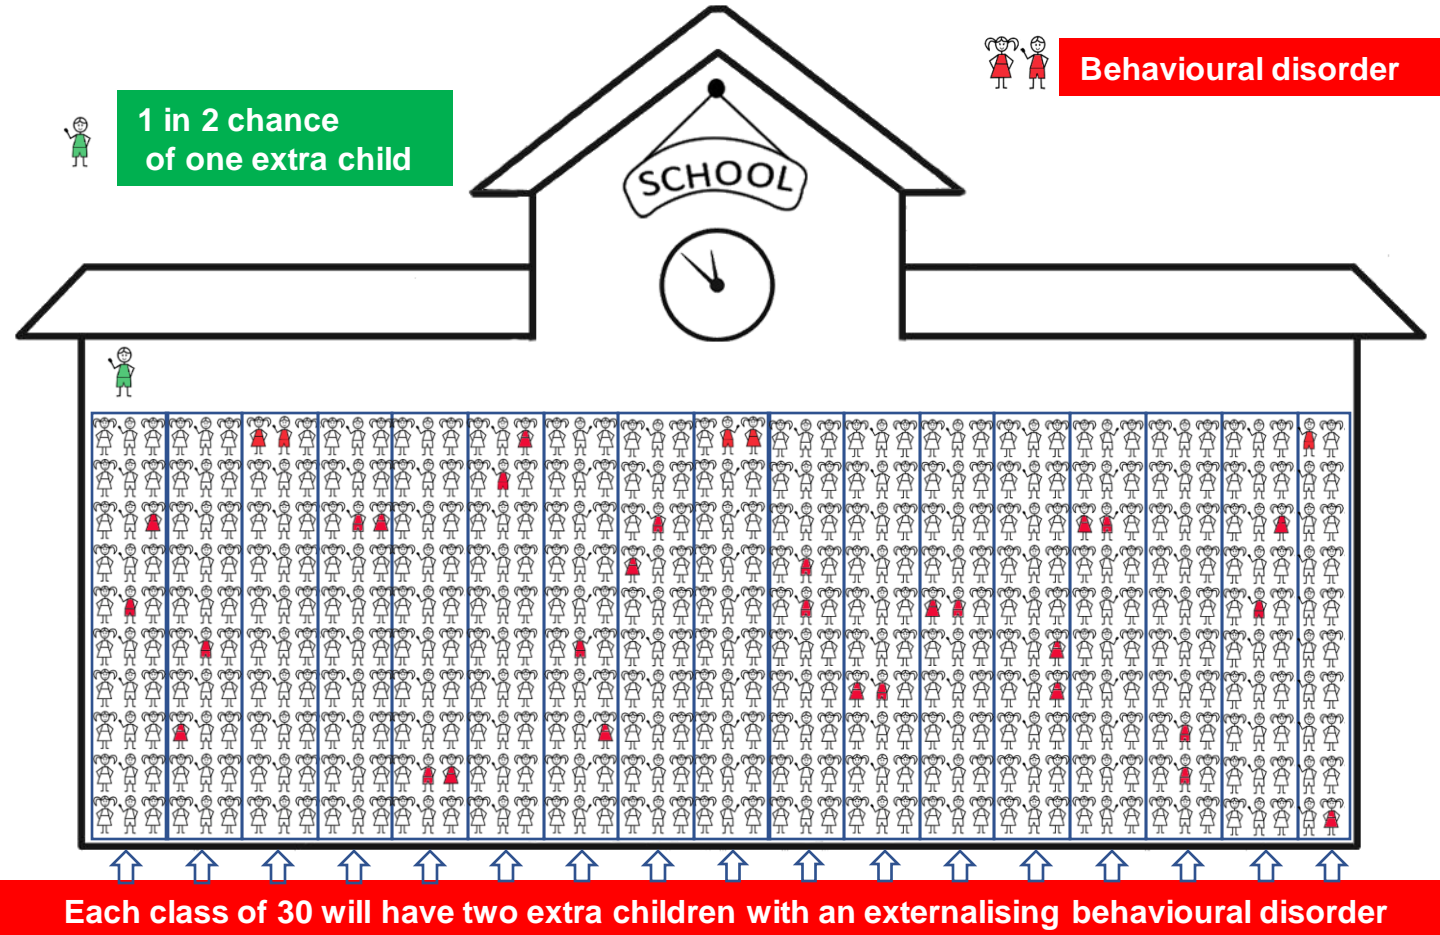 Behavioural disorder
1 in 2 chance
of one extra child
SCHOOL
Each class of 30 will have two extra children with an externalising behavioural disorder